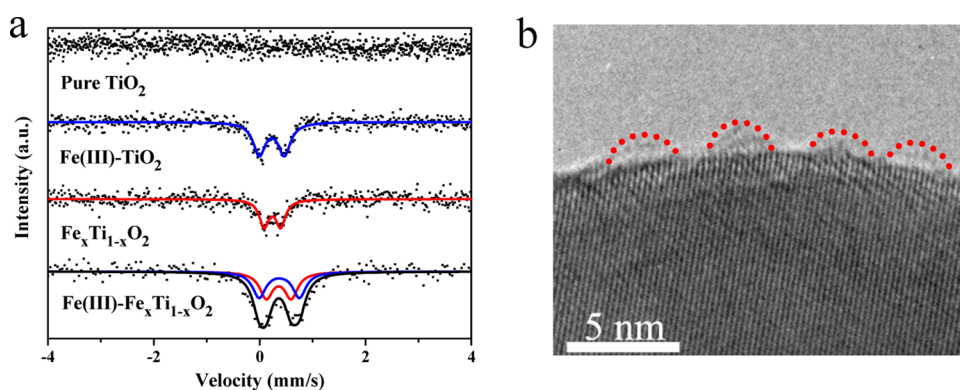 a
Intensity (a.u.)
Pure TiO₂
Fe(III)-TiO₂
FeₓTi₁₋ₓO₂
Fe(III)-FeₓTi₁₋ₓO₂
-4 -2 0 2 4
Velocity (mm/s)
b
5 nm